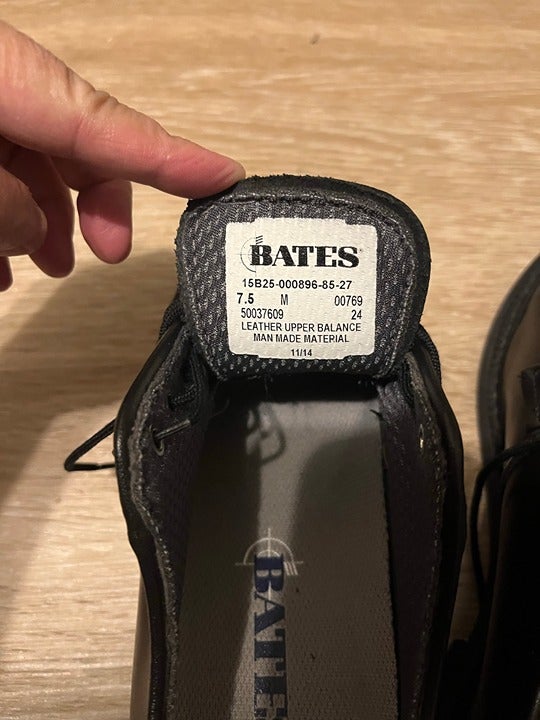 BATES®
15B25-000896-85-27
7.5 M 00769
50037609 24
LEATHER UPPER BALANCE
MAN MADE MATERIAL
11/14
BATES